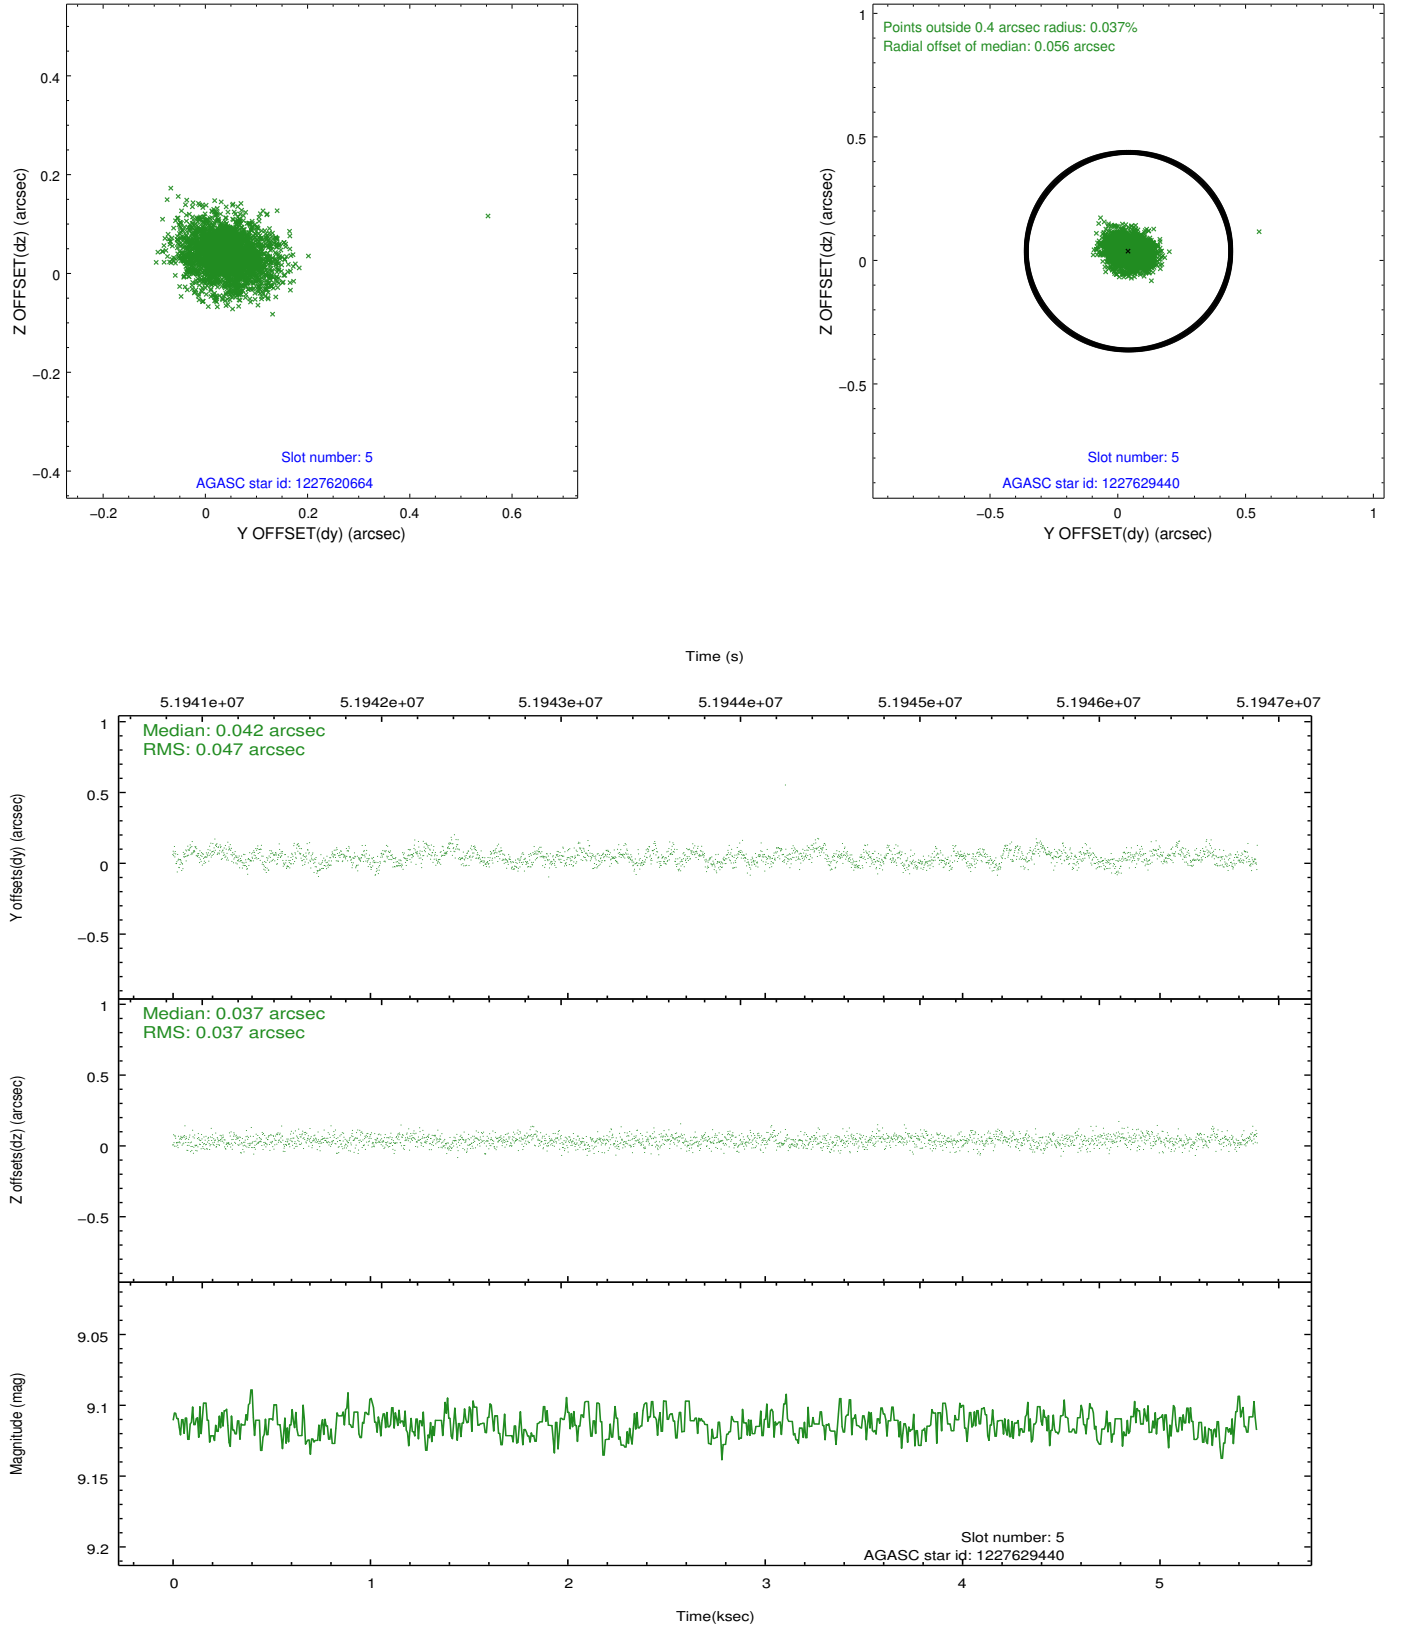 0.4
0.2
0
−0.2
−0.4
Z OFFSET(dz) (arcsec)
Slot number: 5
AGASC star id: 1227620664
−0.2 0 0.2 0.4 0.6
Y OFFSET(dy) (arcsec)
Points outside 0.4 arcsec radius: 0.037%
Radial offset of median: 0.056 arcsec
1
0.5
0
−0.5
Z OFFSET(dz) (arcsec)
Slot number: 5
AGASC star id: 1227629440
−0.5 0 0.5 1
Y OFFSET(dy) (arcsec)
Time (s)
5.1941e+07 5.1942e+07 5.1943e+07 5.1944e+07 5.1945e+07 5.1946e+07 5.1947e+07
Median: 0.042 arcsec
RMS: 0.047 arcsec
1
0.5
0
−0.5
Y offsets(dy) (arcsec)
Median: 0.037 arcsec
RMS: 0.037 arcsec
1
0.5
0
−0.5
Z offsets(dz) (arcsec)
9.05
9.1
9.15
9.2
Magnitude (mag)
Slot number: 5
AGASC star id: 1227629440
0 1 2 3 4 5
Time(ksec)